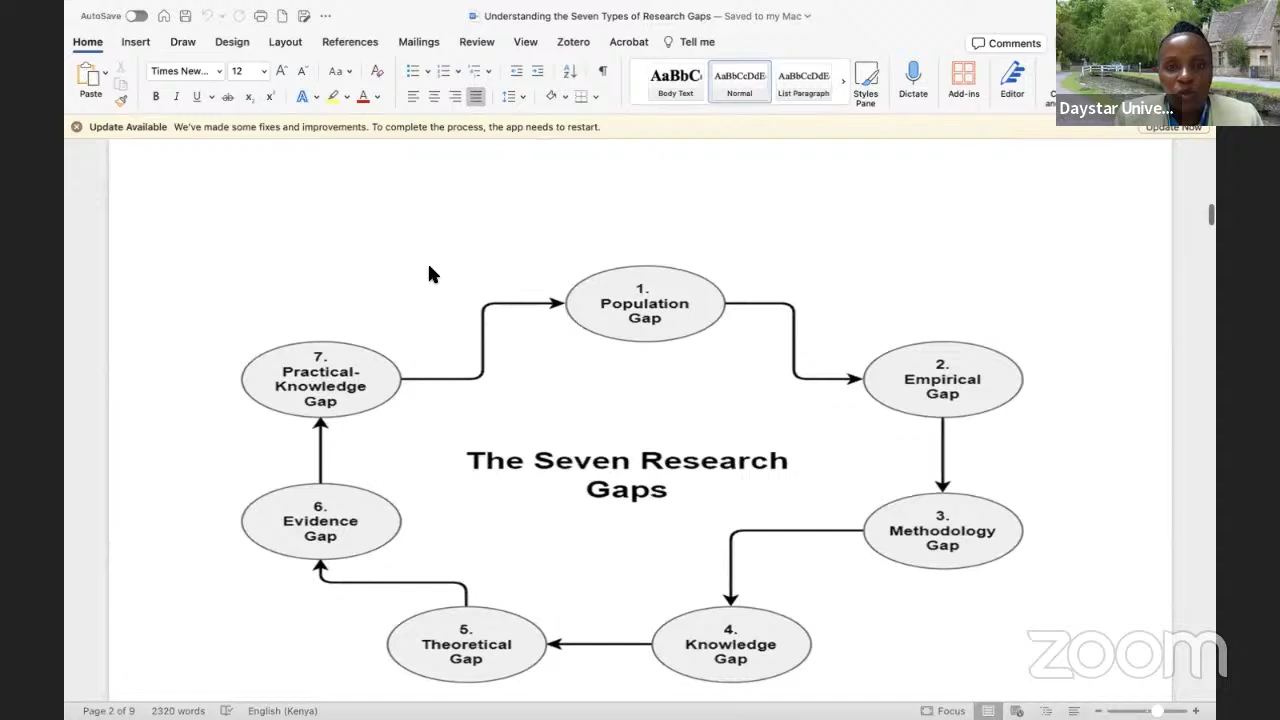 AutoSave
Understanding the Seven Types of Research Gaps — Saved to my Mac
Home Insert Draw Design Layout References Mailings Review View Zotero Acrobat Tell me
Comments
Paste
Times New... 12
Aa
B I U ab x₂ x²
A A
AaBbC AaBbCcDdE AaBbCcDdE
Body Text Normal List Paragraph
Styles Pane
Dictate
Add-ins
Editor
Daystar Unive...
Update Available We've made some fixes and improvements. To complete the process, the app needs to restart.
Update Now
1.
Population
Gap
2.
Empirical
Gap
3.
Methodology
Gap
4.
Knowledge
Gap
5.
Theoretical
Gap
6.
Evidence
Gap
7.
Practical-
Knowledge
Gap
The Seven Research
Gaps
zoom
Page 2 of 9 2320 words English (Kenya) Focus